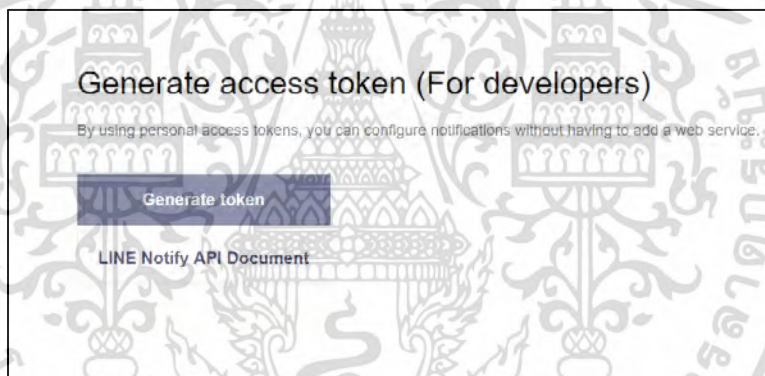 Generate access token (For developers)
By using personal access tokens, you can configure notifications without having to add a web service.
Generate token
LINE Notify API Document